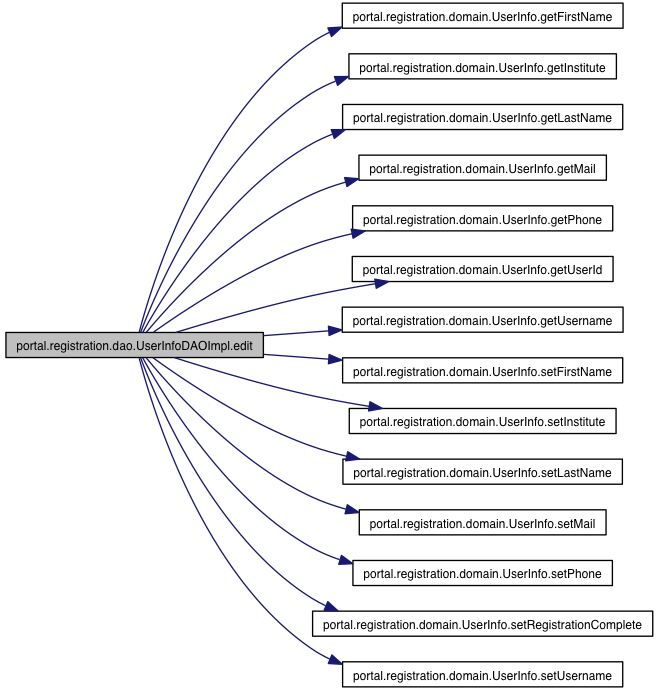 portal.registration.domain.UserInfo.getFirstName
portal.registration.domain.UserInfo.getInstitute
portal.registration.domain.UserInfo.getLastName
portal.registration.domain.UserInfo.getMail
portal.registration.domain.UserInfo.getPhone
portal.registration.domain.UserInfo.getUserId
portal.registration.domain.UserInfo.getUsername
portal.registration.dao.UserInfoDAOImpl.edit
portal.registration.domain.UserInfo.setFirstName
portal.registration.domain.UserInfo.setInstitute
portal.registration.domain.UserInfo.setLastName
portal.registration.domain.UserInfo.setMail
portal.registration.domain.UserInfo.setPhone
portal.registration.domain.UserInfo.setRegistrationComplete
portal.registration.domain.UserInfo.setUsername